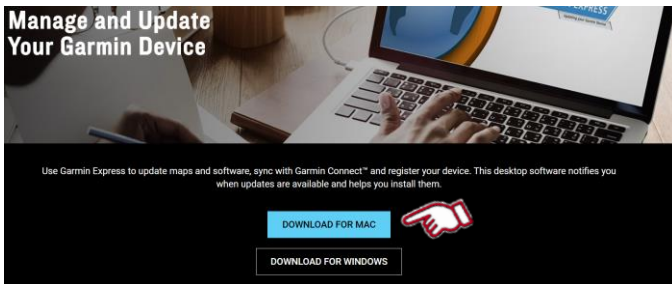 Manage and Update
Your Garmin Device
EXPRESS
Use Garmin Express to update maps and software, sync with Garmin Connect™ and register your device. This desktop software notifies you
when updates are available and helps you install them.
DOWNLOAD FOR MAC
DOWNLOAD FOR WINDOWS